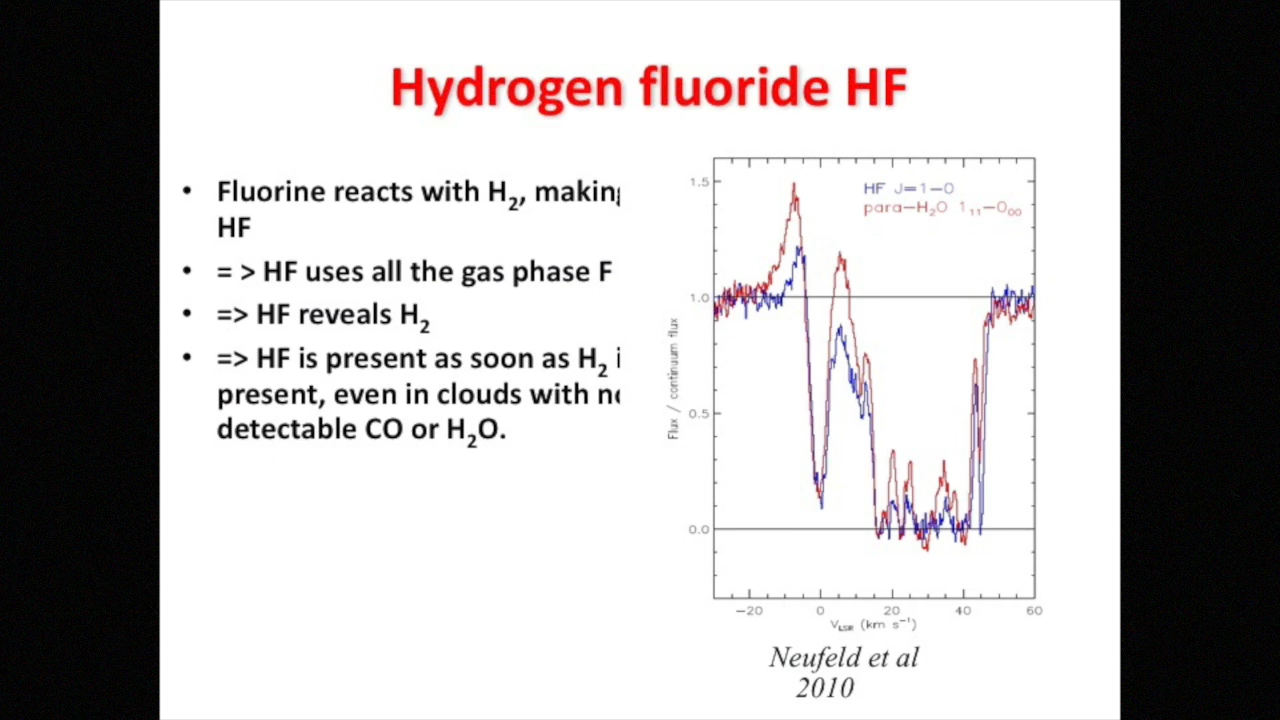 Hydrogen fluoride HF
• Fluorine reacts with H₂, making
HF
• = > HF uses all the gas phase F
• => HF reveals H₂
• => HF is present as soon as H₂ i
present, even in clouds with no
detectable CO or H₂O.
HF J=1−0
para−H₂O 1₁₁−0₀₀
1.5
1.0
0.5
0.0
Flux / continuum flux
−20 0 20 40 60
V_LSR (km s⁻¹)
Neufeld et al
2010